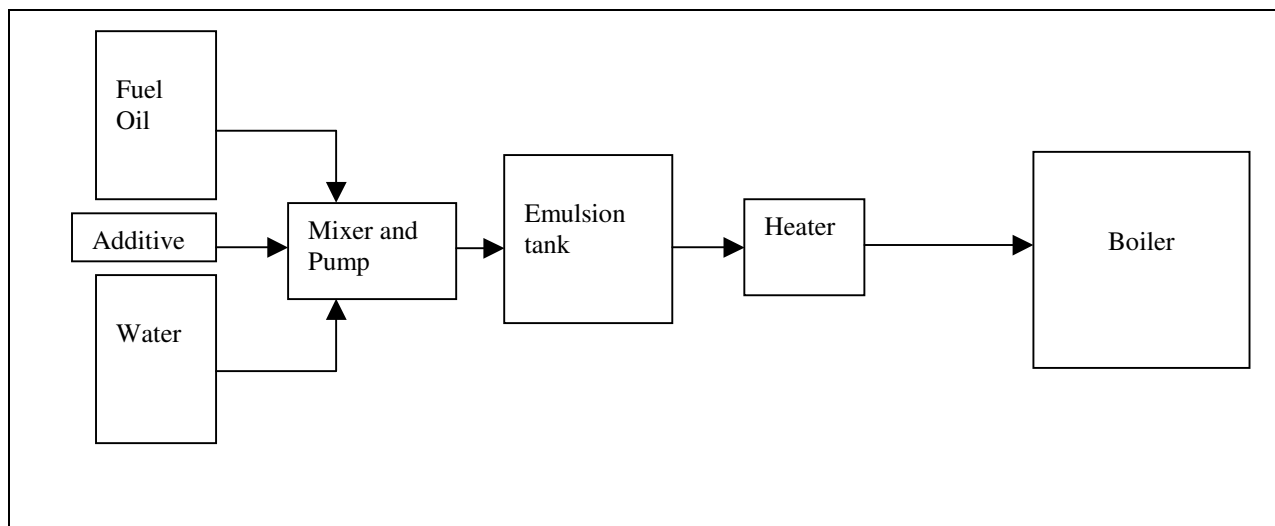 Fuel
Oil
Additive
Water
Mixer and
Pump
Emulsion
tank
Heater
Boiler